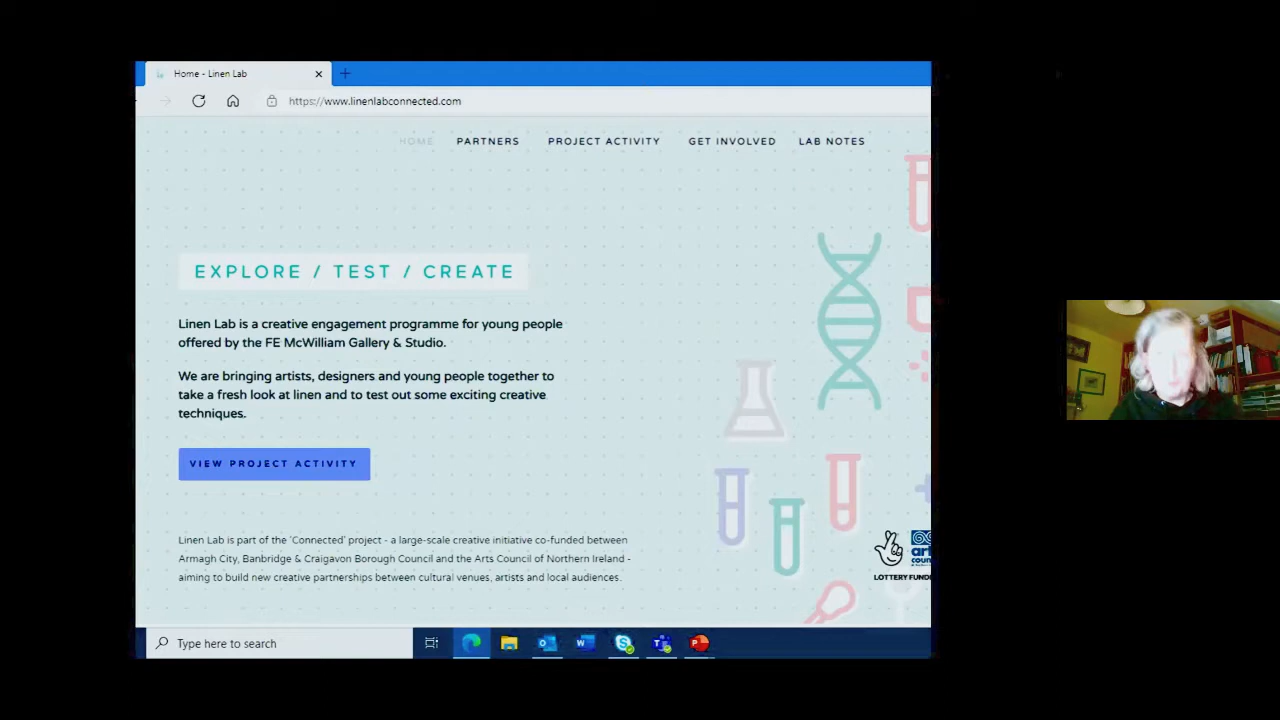 Home - Linen Lab
https://www.linenlabconnected.com
HOME PARTNERS PROJECT ACTIVITY GET INVOLVED LAB NOTES
EXPLORE / TEST / CREATE
Linen Lab is a creative engagement programme for young people
offered by the FE McWilliam Gallery & Studio.
We are bringing artists, designers and young people together to
take a fresh look at linen and to test out some exciting creative
techniques.
VIEW PROJECT ACTIVITY
Linen Lab is part of the 'Connected' project - a large-scale creative initiative co-funded between
Armagh City, Banbridge & Craigavon Borough Council and the Arts Council of Northern Ireland -
aiming to build new creative partnerships between cultural venues, artists and local audiences.
LOTTERY FUND
Type here to search